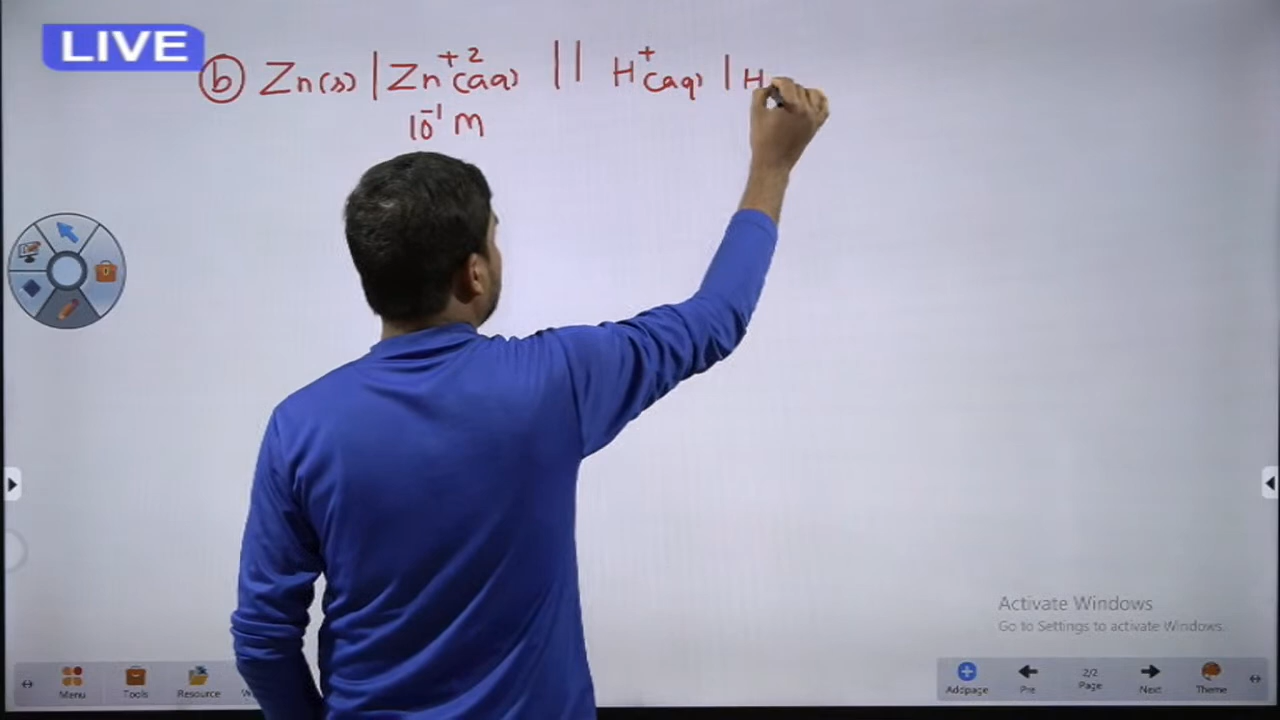 LIVE
ⓑ Zn(s) | Zn⁺²(aq) || H⁺(aq) | H
10⁻¹ M
Activate Windows
Go to Settings to activate Windows.
Menu Tools Resource W Addpage Pre 2/2 Page Next Theme